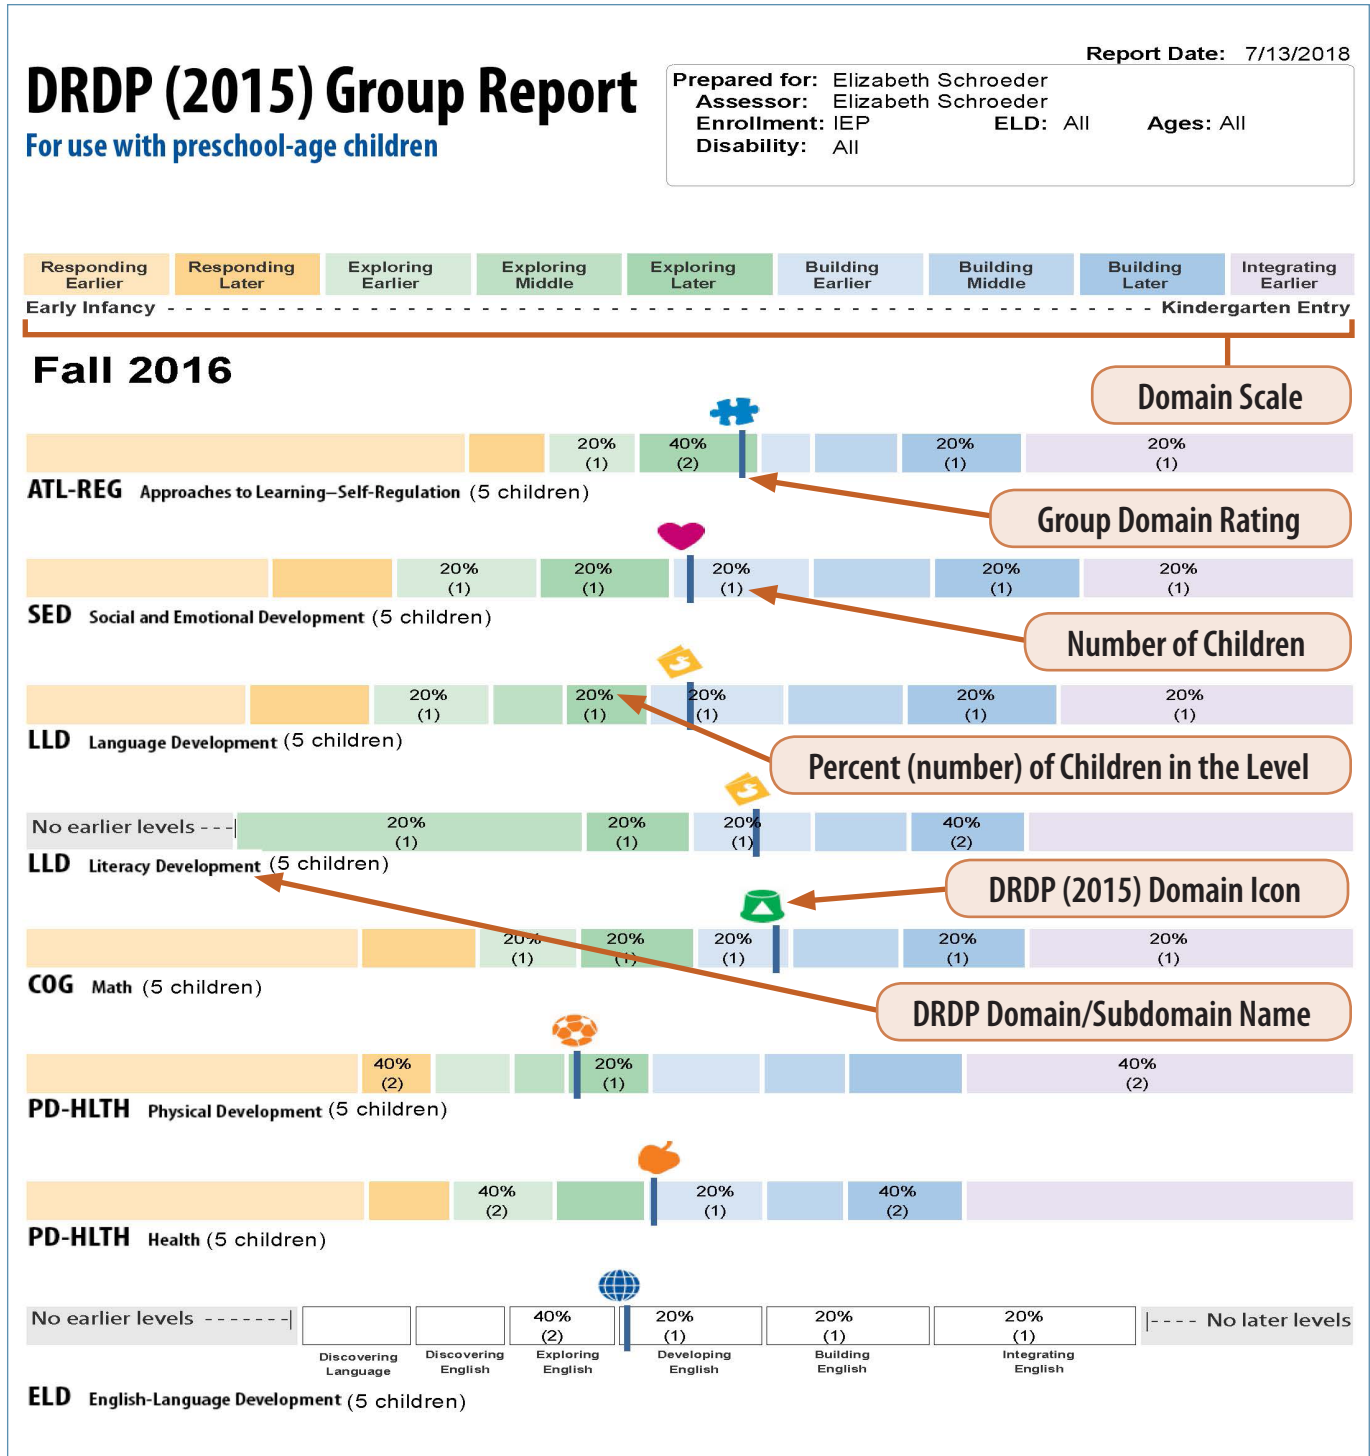 Report Date: 7/13/2018
DRDP (2015) Group Report
For use with preschool-age children
Prepared for: Elizabeth Schroeder
Assessor: Elizabeth Schroeder
Enrollment: IEP ELD: All Ages: All
Disability: All
Responding Earlier
Responding Later
Exploring Earlier
Exploring Middle
Exploring Later
Building Earlier
Building Middle
Building Later
Integrating Earlier
Early Infancy - - - - - - - - - - - - - - - - - - - - - - - - - - - - - - - - - - - - - - - - - - - - - - - - - - - - - - - - - - - Kindergarten Entry
Domain Scale
Fall 2016
20% 40% 20% 20%
(1) (2) (1) (1)
ATL-REG Approaches to Learning–Self-Regulation (5 children)
Group Domain Rating
20% 20% 20% 20% 20%
(1) (1) (1) (1) (1)
SED Social and Emotional Development (5 children)
Number of Children
20% 20% 20% 20% 20%
(1) (1) (1) (1) (1)
LLD Language Development (5 children)
Percent (number) of Children in the Level
No earlier levels - - -| 20% 20% 20% 40%
(1) (1) (1) (2)
LLD Literacy Development (5 children)
DRDP (2015) Domain Icon
20% 20% 20% 20% 20%
(1) (1) (1) (1) (1)
COG Math (5 children)
DRDP Domain/Subdomain Name
40% 20% 40%
(2) (1) (2)
PD-HLTH Physical Development (5 children)
40% 20% 40%
(2) (1) (2)
PD-HLTH Health (5 children)
No earlier levels - - - - - - -| 40% 20% 20% 20% |- - - - No later levels
(2) (1) (1) (1)
Discovering Language
Discovering English
Exploring English
Developing English
Building English
Integrating English
ELD English-Language Development (5 children)